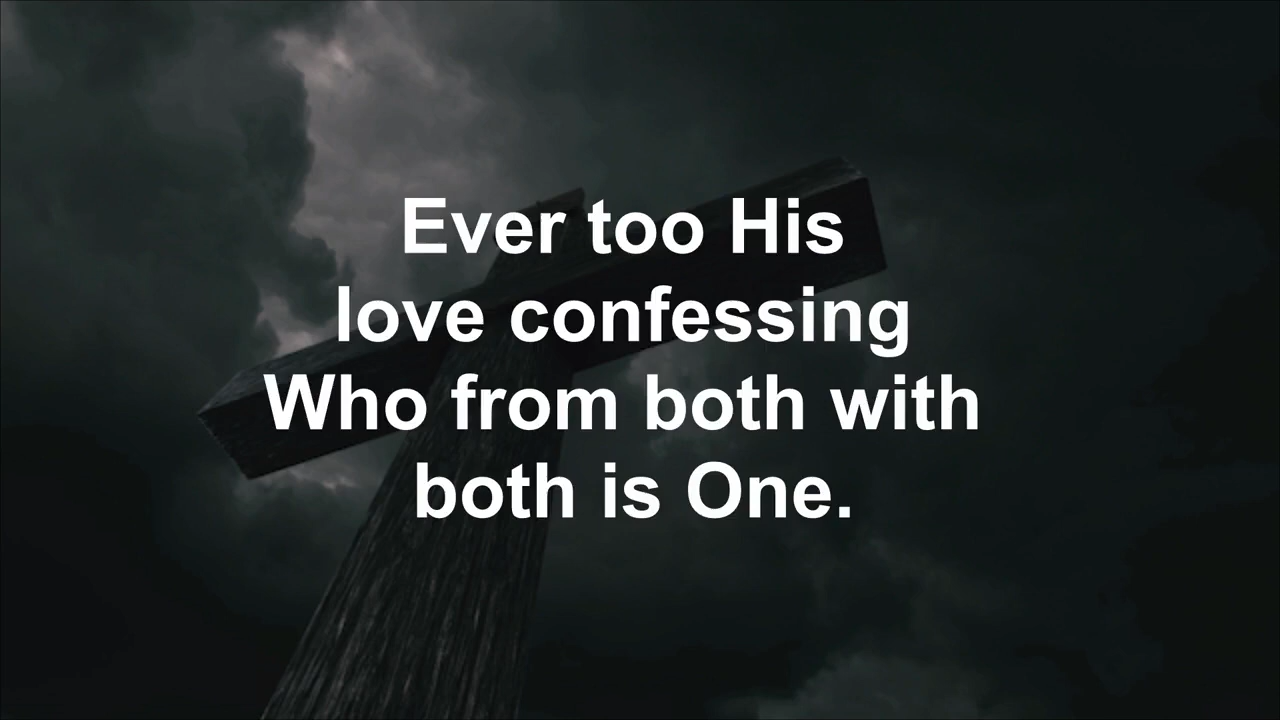 Ever too His
love confessing
Who from both with
both is One.